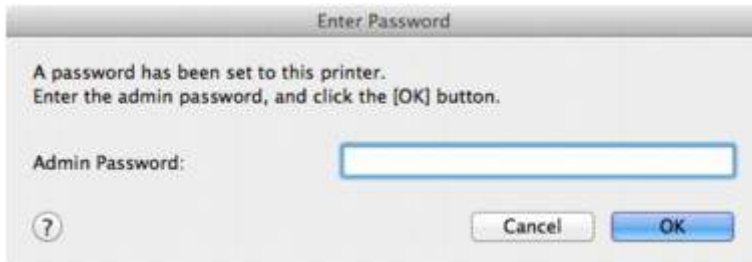 Enter Password
A password has been set to this printer.
Enter the admin password, and click the [OK] button.
Admin Password:
?
Cancel
OK